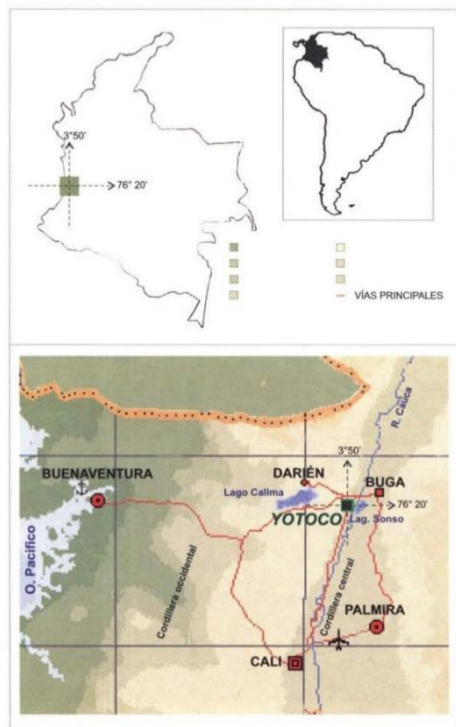 3°50'
76° 20'
VÍAS PRINCIPALES
3°50'
R. Cauca
BUENAVENTURA
DARIÉN
BUGA
Lago Calima
76° 20'
YOTOCO
Lag. Sonso
O. Pacífico
Cordillera occidental
Cordillera central
PALMIRA
CALI